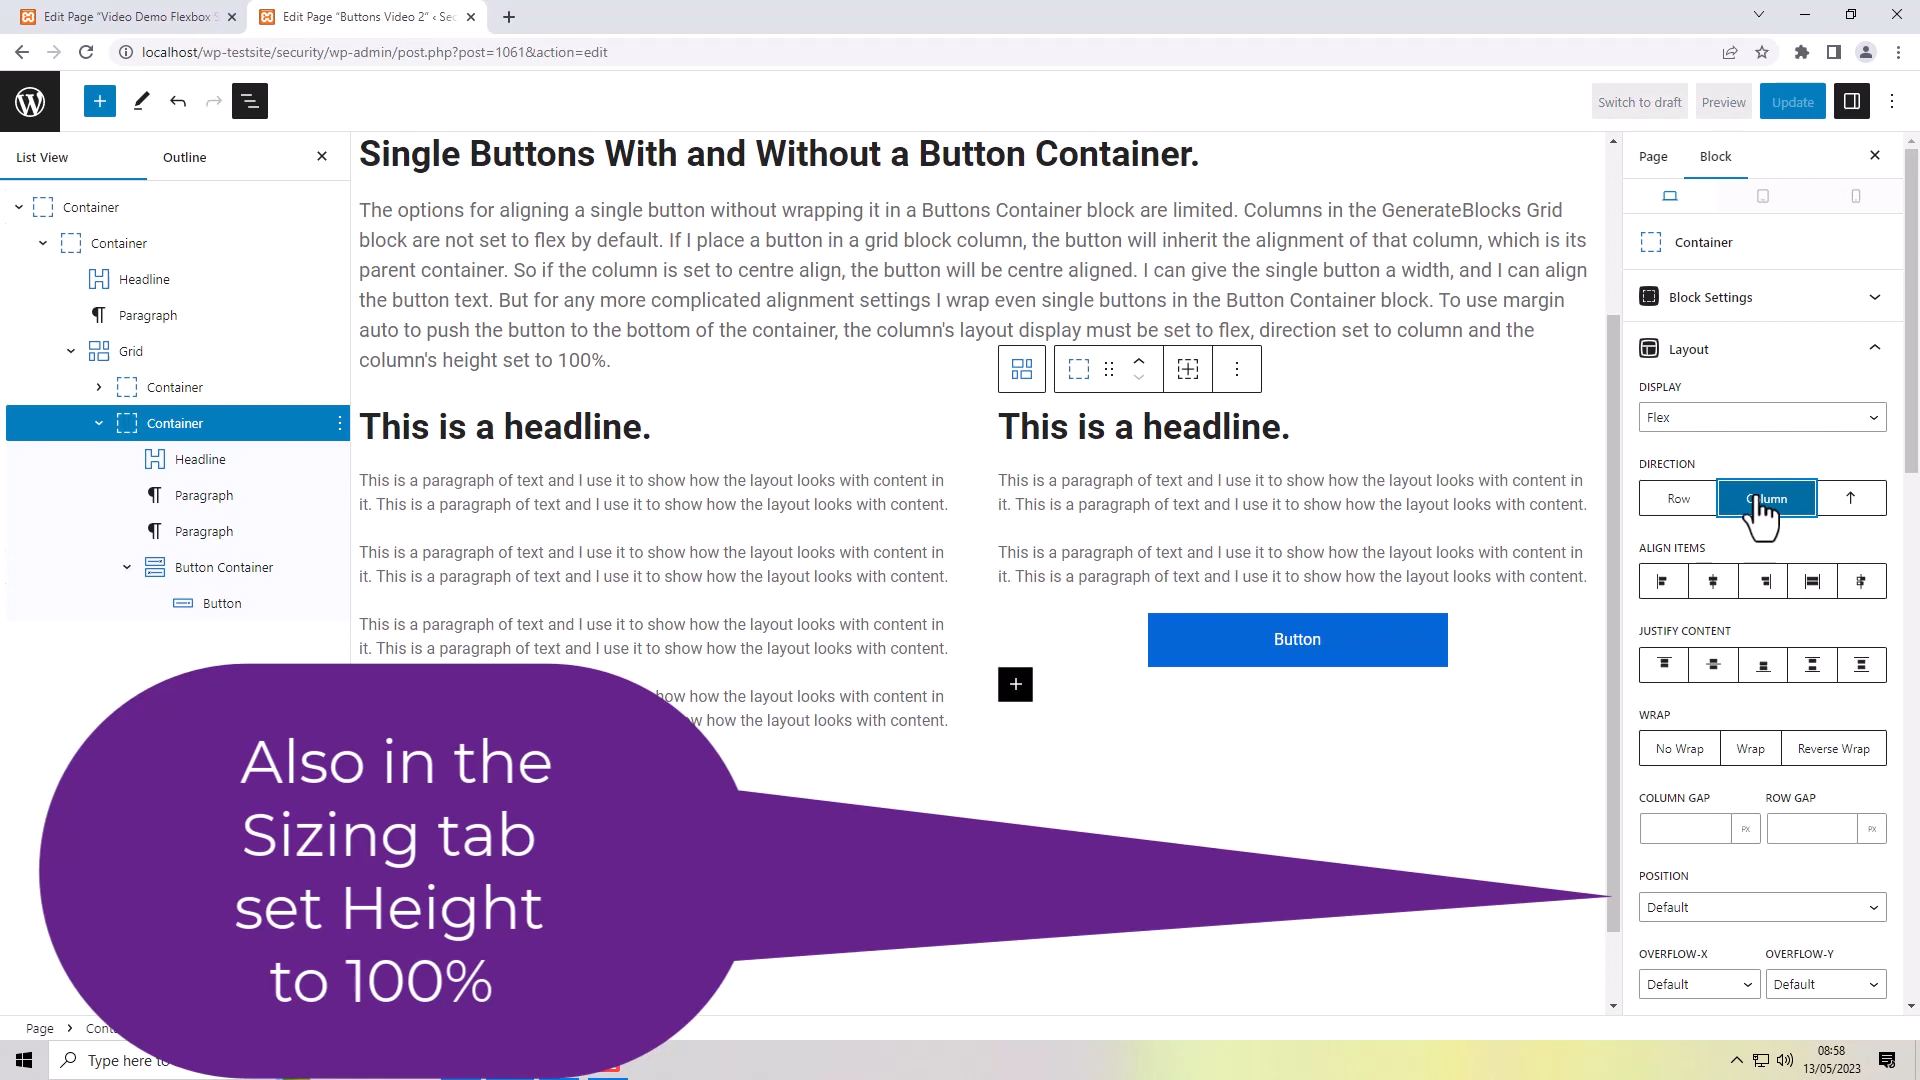 Edit Page “Video Demo Flexbox S
Edit Page “Buttons Video 2” ‹ Sec
localhost/wp-testsite/security/wp-admin/post.php?post=1061&action=edit
Switch to draft
Preview
Update
List View
Outline
Container
Container
Headline
Paragraph
Grid
Container
Container
Headline
Paragraph
Paragraph
Button Container
Button
Single Buttons With and Without a Button Container.
The options for aligning a single button without wrapping it in a Buttons Container block are limited. Columns in the GenerateBlocks Grid
block are not set to flex by default. If I place a button in a grid block column, the button will inherit the alignment of that column, which is its
parent container. So if the column is set to centre align, the button will be centre aligned. I can give the single button a width, and I can align
the button text. But for any more complicated alignment settings I wrap even single buttons in the Button Container block. To use margin
auto to push the button to the bottom of the container, the column's layout display must be set to flex, direction set to column and the
column's height set to 100%.
This is a headline.
This is a paragraph of text and I use it to show how the layout looks with content in
it. This is a paragraph of text and I use it to show how the layout looks with content.
This is a paragraph of text and I use it to show how the layout looks with content in
it. This is a paragraph of text and I use it to show how the layout looks with content.
This is a paragraph of text and I use it to show how the layout looks with content in
it. This is a paragraph of text and I use it to show how the layout looks with content.
how the layout looks with content in
how the layout looks with content.
This is a headline.
This is a paragraph of text and I use it to show how the layout looks with content in
it. This is a paragraph of text and I use it to show how the layout looks with content.
This is a paragraph of text and I use it to show how the layout looks with content in
it. This is a paragraph of text and I use it to show how the layout looks with content.
Button
Also in the
Sizing tab
set Height
to 100%
Page
Block
Container
Block Settings
Layout
DISPLAY
Flex
DIRECTION
Row
Column
ALIGN ITEMS
JUSTIFY CONTENT
WRAP
No Wrap
Wrap
Reverse Wrap
COLUMN GAP
ROW GAP
PX
PX
POSITION
Default
OVERFLOW-X
OVERFLOW-Y
Default
Default
Page
Type here
08:58
13/05/2023